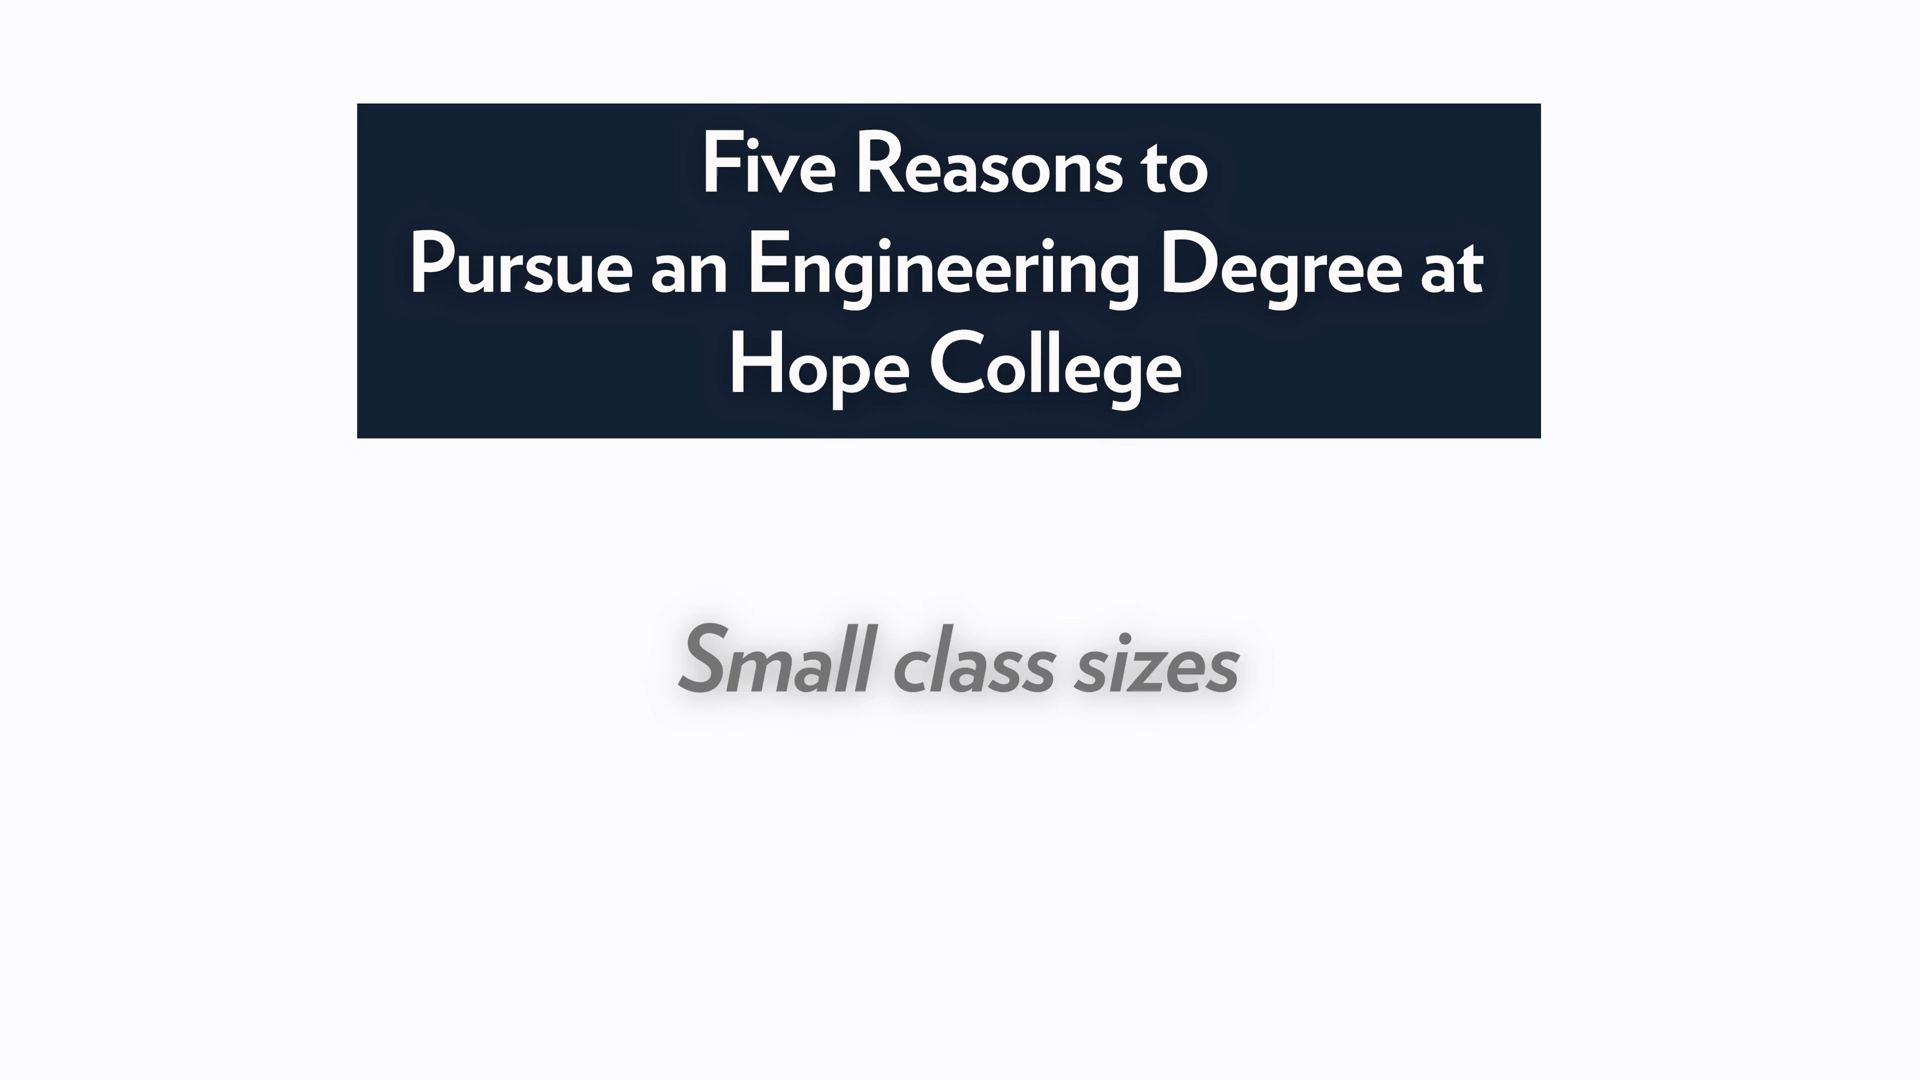 Five Reasons to
Pursue an Engineering Degree at
Hope College
Small class sizes